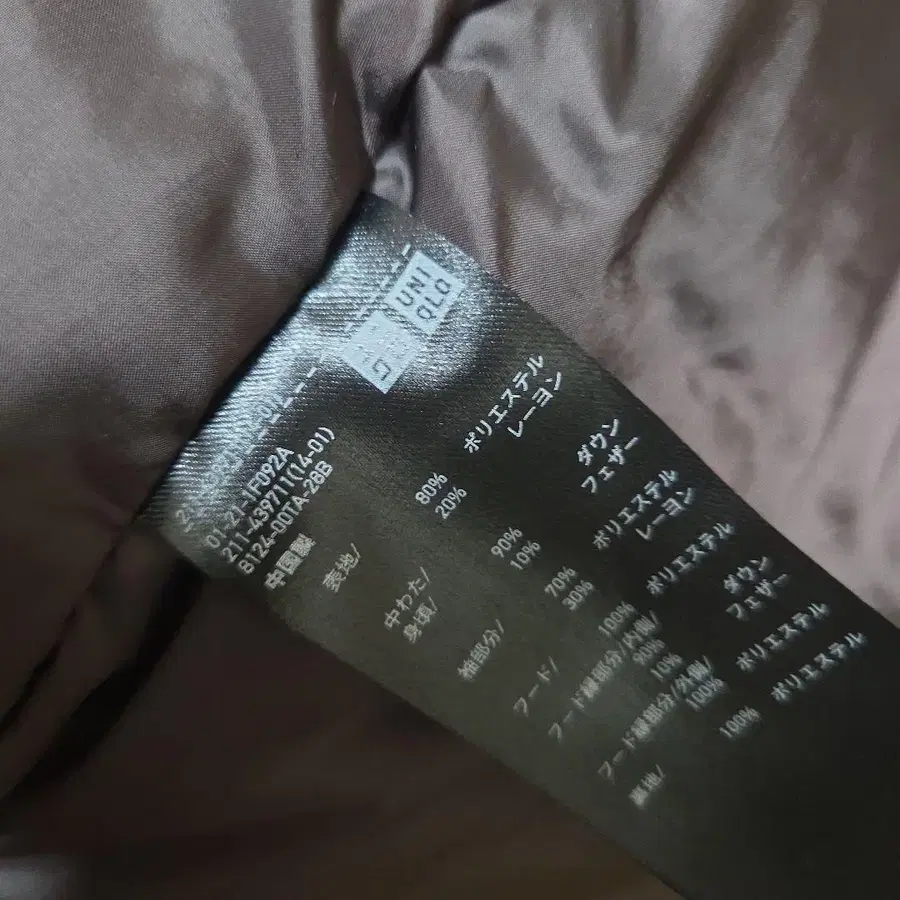 UNI
QLO
01-21-1F092A
211-439711(14-01)
8124-00TA-28B
中国製
表地/ 80% ポリエステル
20% レーヨン
中わた/
身頃/ 90% ダウン
10% フェザー
袖部分/ 70% ポリエステル
30% レーヨン
フード/ 100% ポリエステル
フード縁部分/内側/
90% ダウン
10% フェザー
フード縁部分/外側/
100% ポリエステル
裏地/ 100% ポリエステル